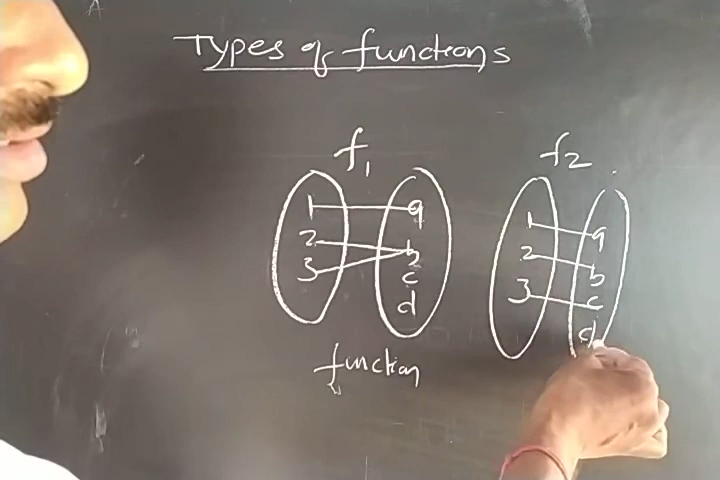 A
Types of functions
f1 f2
1 a 1 a
2 b 2 b
3 c 3 c
d d
function